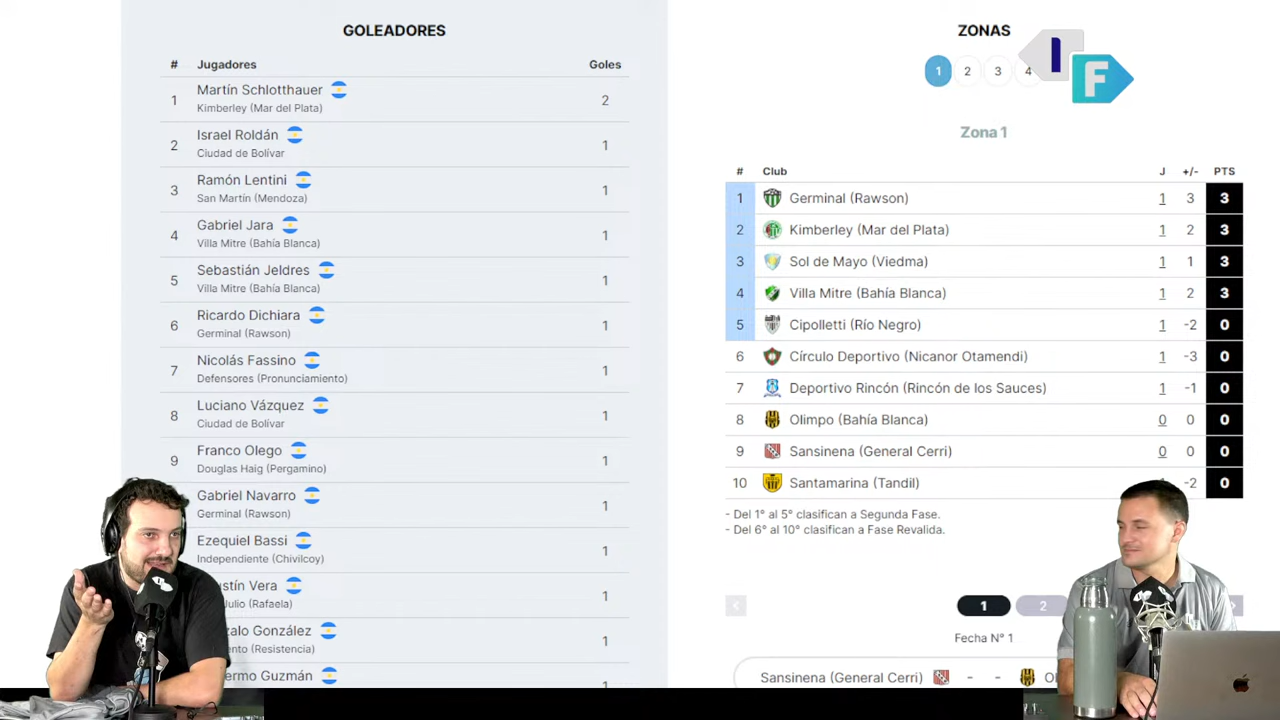 GOLEADORES
# Jugadores Goles
1 Martín Schlotthauer 2
Kimberley (Mar del Plata)
2 Israel Roldán 1
Ciudad de Bolívar
3 Ramón Lentini 1
San Martín (Mendoza)
4 Gabriel Jara 1
Villa Mitre (Bahía Blanca)
5 Sebastián Jeldres 1
Villa Mitre (Bahía Blanca)
6 Ricardo Dichiara 1
Germinal (Rawson)
7 Nicolás Fassino 1
Defensores (Pronunciamiento)
8 Luciano Vázquez 1
Ciudad de Bolívar
9 Franco Olego 1
Douglas Haig (Pergamino)
Gabriel Navarro 1
Germinal (Rawson)
Ezequiel Bassi 1
Independiente (Chivilcoy)
Vera 1
(Rafaela)
González 1
(Resistencia)
Guzmán 1
ZONAS
1 2 3 4
I
F
Zona 1
# Club J +/- PTS
1 Germinal (Rawson) 1 3 3
2 Kimberley (Mar del Plata) 1 2 3
3 Sol de Mayo (Viedma) 1 1 3
4 Villa Mitre (Bahía Blanca) 1 2 3
5 Cipolletti (Río Negro) 1 -2 0
6 Círculo Deportivo (Nicanor Otamendi) 1 -3 0
7 Deportivo Rincón (Rincón de los Sauces) 1 -1 0
8 Olimpo (Bahía Blanca) 0 0 0
9 Sansinena (General Cerri) 0 0 0
10 Santamarina (Tandil) -2 0
- Del 1° al 5° clasifican a Segunda Fase.
- Del 6° al 10° clasifican a Fase Revalida.
1 2
Fecha N° 1
Sansinena (General Cerri) - -